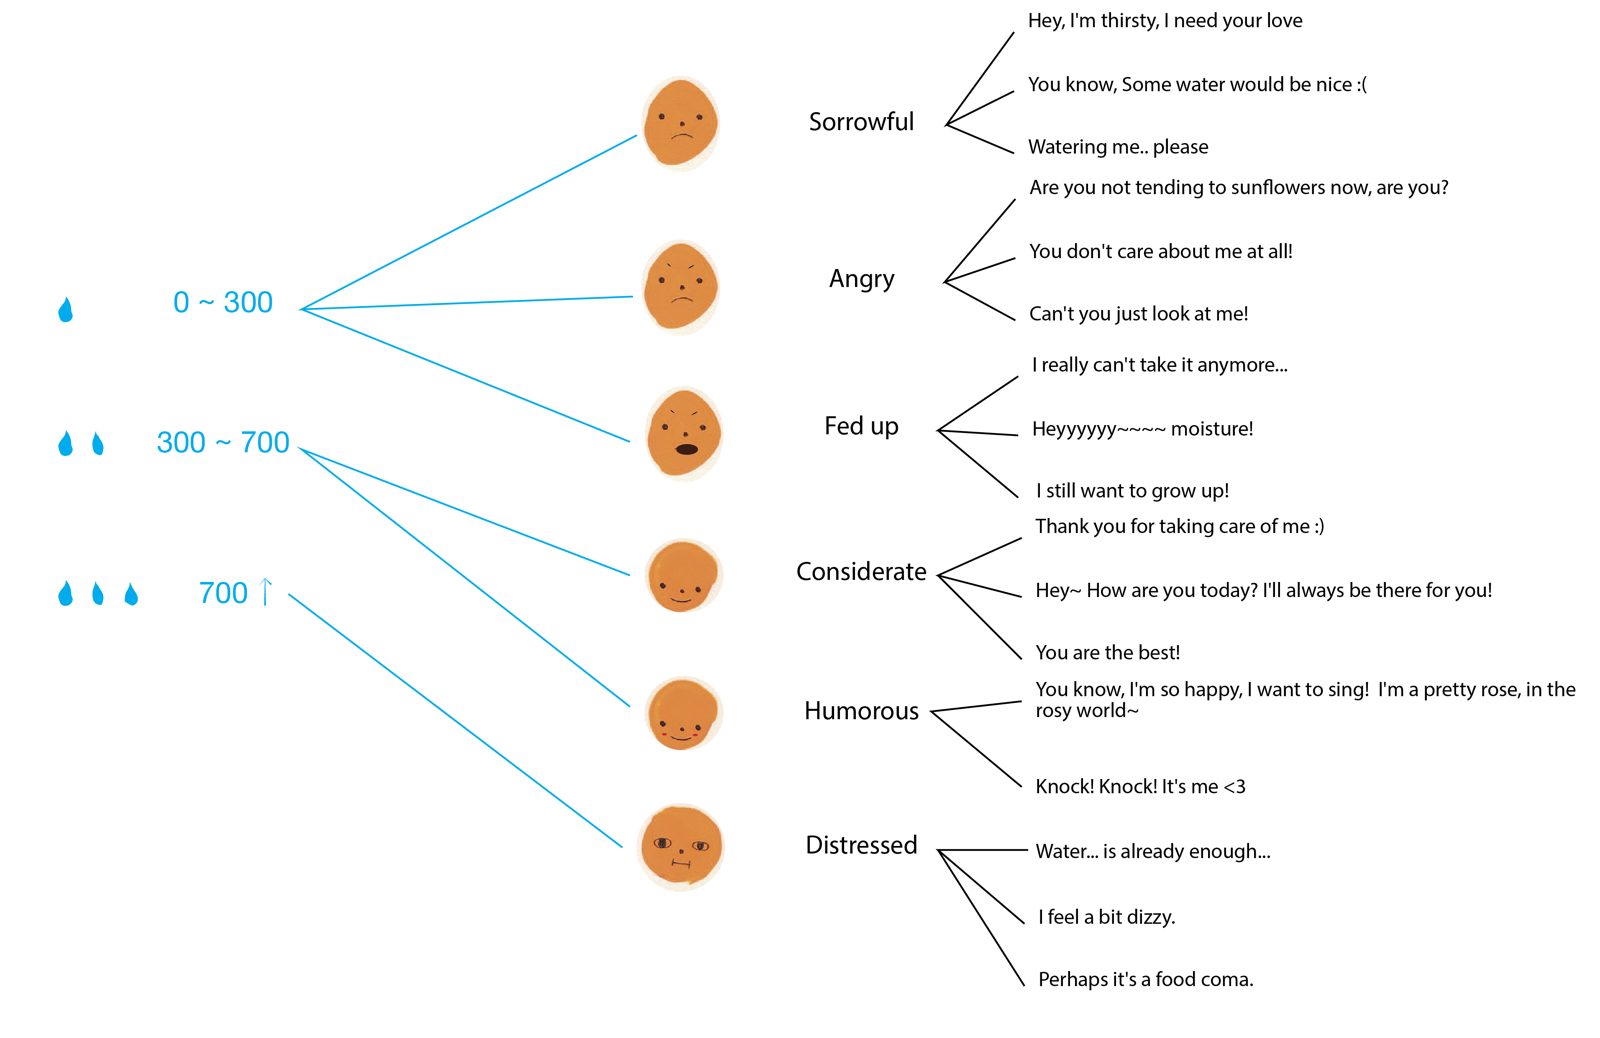 Hey, I'm thirsty, I need your love
You know, Some water would be nice :(
Sorrowful
Watering me.. please
Are you not tending to sunflowers now, are you?
You don't care about me at all!
Angry
0 ~ 300
Can't you just look at me!
I really can't take it anymore...
Fed up
Heyyyyyy~~~~ moisture!
300 ~ 700
I still want to grow up!
Thank you for taking care of me :)
Considerate
700 ↑
Hey~ How are you today? I'll always be there for you!
You are the best!
You know, I'm so happy, I want to sing!  I'm a pretty rose, in the
rosy world~
Humorous
Knock! Knock! It's me <3
Distressed
Water... is already enough...
I feel a bit dizzy.
Perhaps it's a food coma.